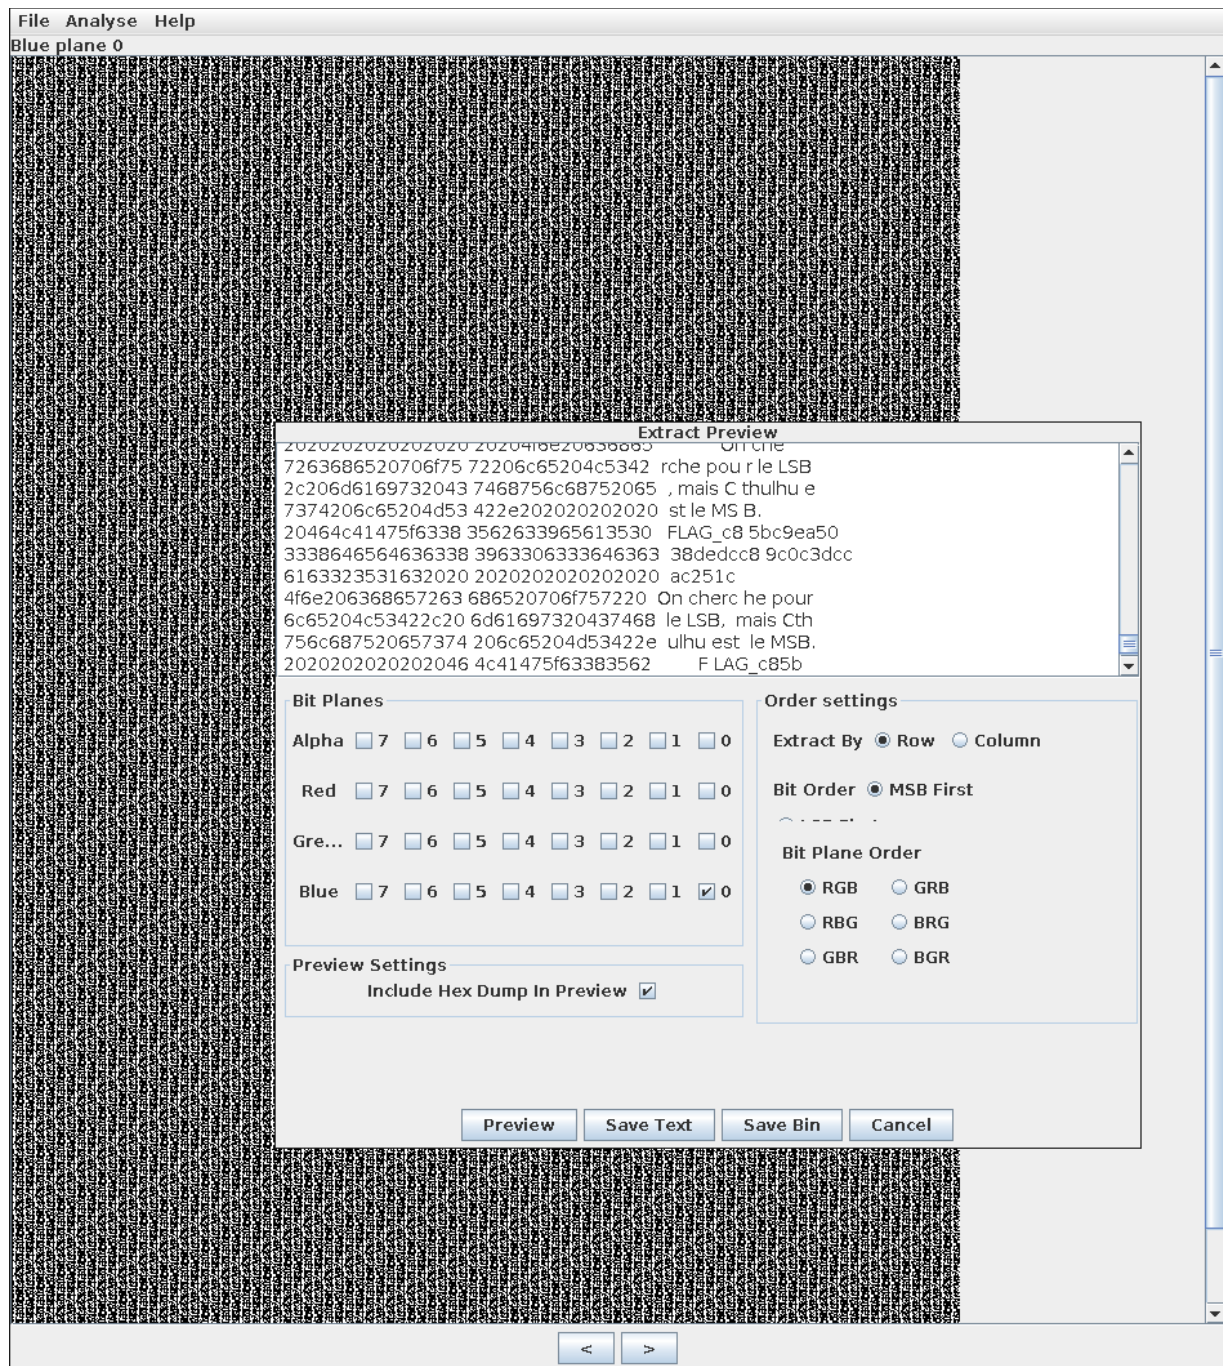 File Analyse Help
Blue plane 0
Extract Preview
2020202020202020 20204f6e20636865 On che
7263686520706f75 72206c65204c5342 rche pou r le LSB
2c206d6169732043 7468756c68752065 , mais C thulhu e
7374206c65204d53 422e202020202020 st le MS B.
20464c41475f6338 3562633965613530 FLAG_c8 5bc9ea50
3338646564636338 3963306333646363 38dedcc8 9c0c3dcc
6163323531632020 2020202020202020 ac251c
4f6e206368657263 686520706f757220 On cherc he pour
6c65204c53422c20 6d61697320437468 le LSB, mais Cth
756c687520657374 206c65204d53422e ulhu est le MSB.
2020202020202046 4c41475f63383562 F LAG_c85b
Bit Planes
Alpha 7 6 5 4 3 2 1 0
Red 7 6 5 4 3 2 1 0
Gre... 7 6 5 4 3 2 1 0
Blue 7 6 5 4 3 2 1 0
Preview Settings
Include Hex Dump In Preview
Order settings
Extract By Row Column
Bit Order MSB First
Bit Plane Order
RGB GRB
RBG BRG
GBR BGR
Preview Save Text Save Bin Cancel
< >